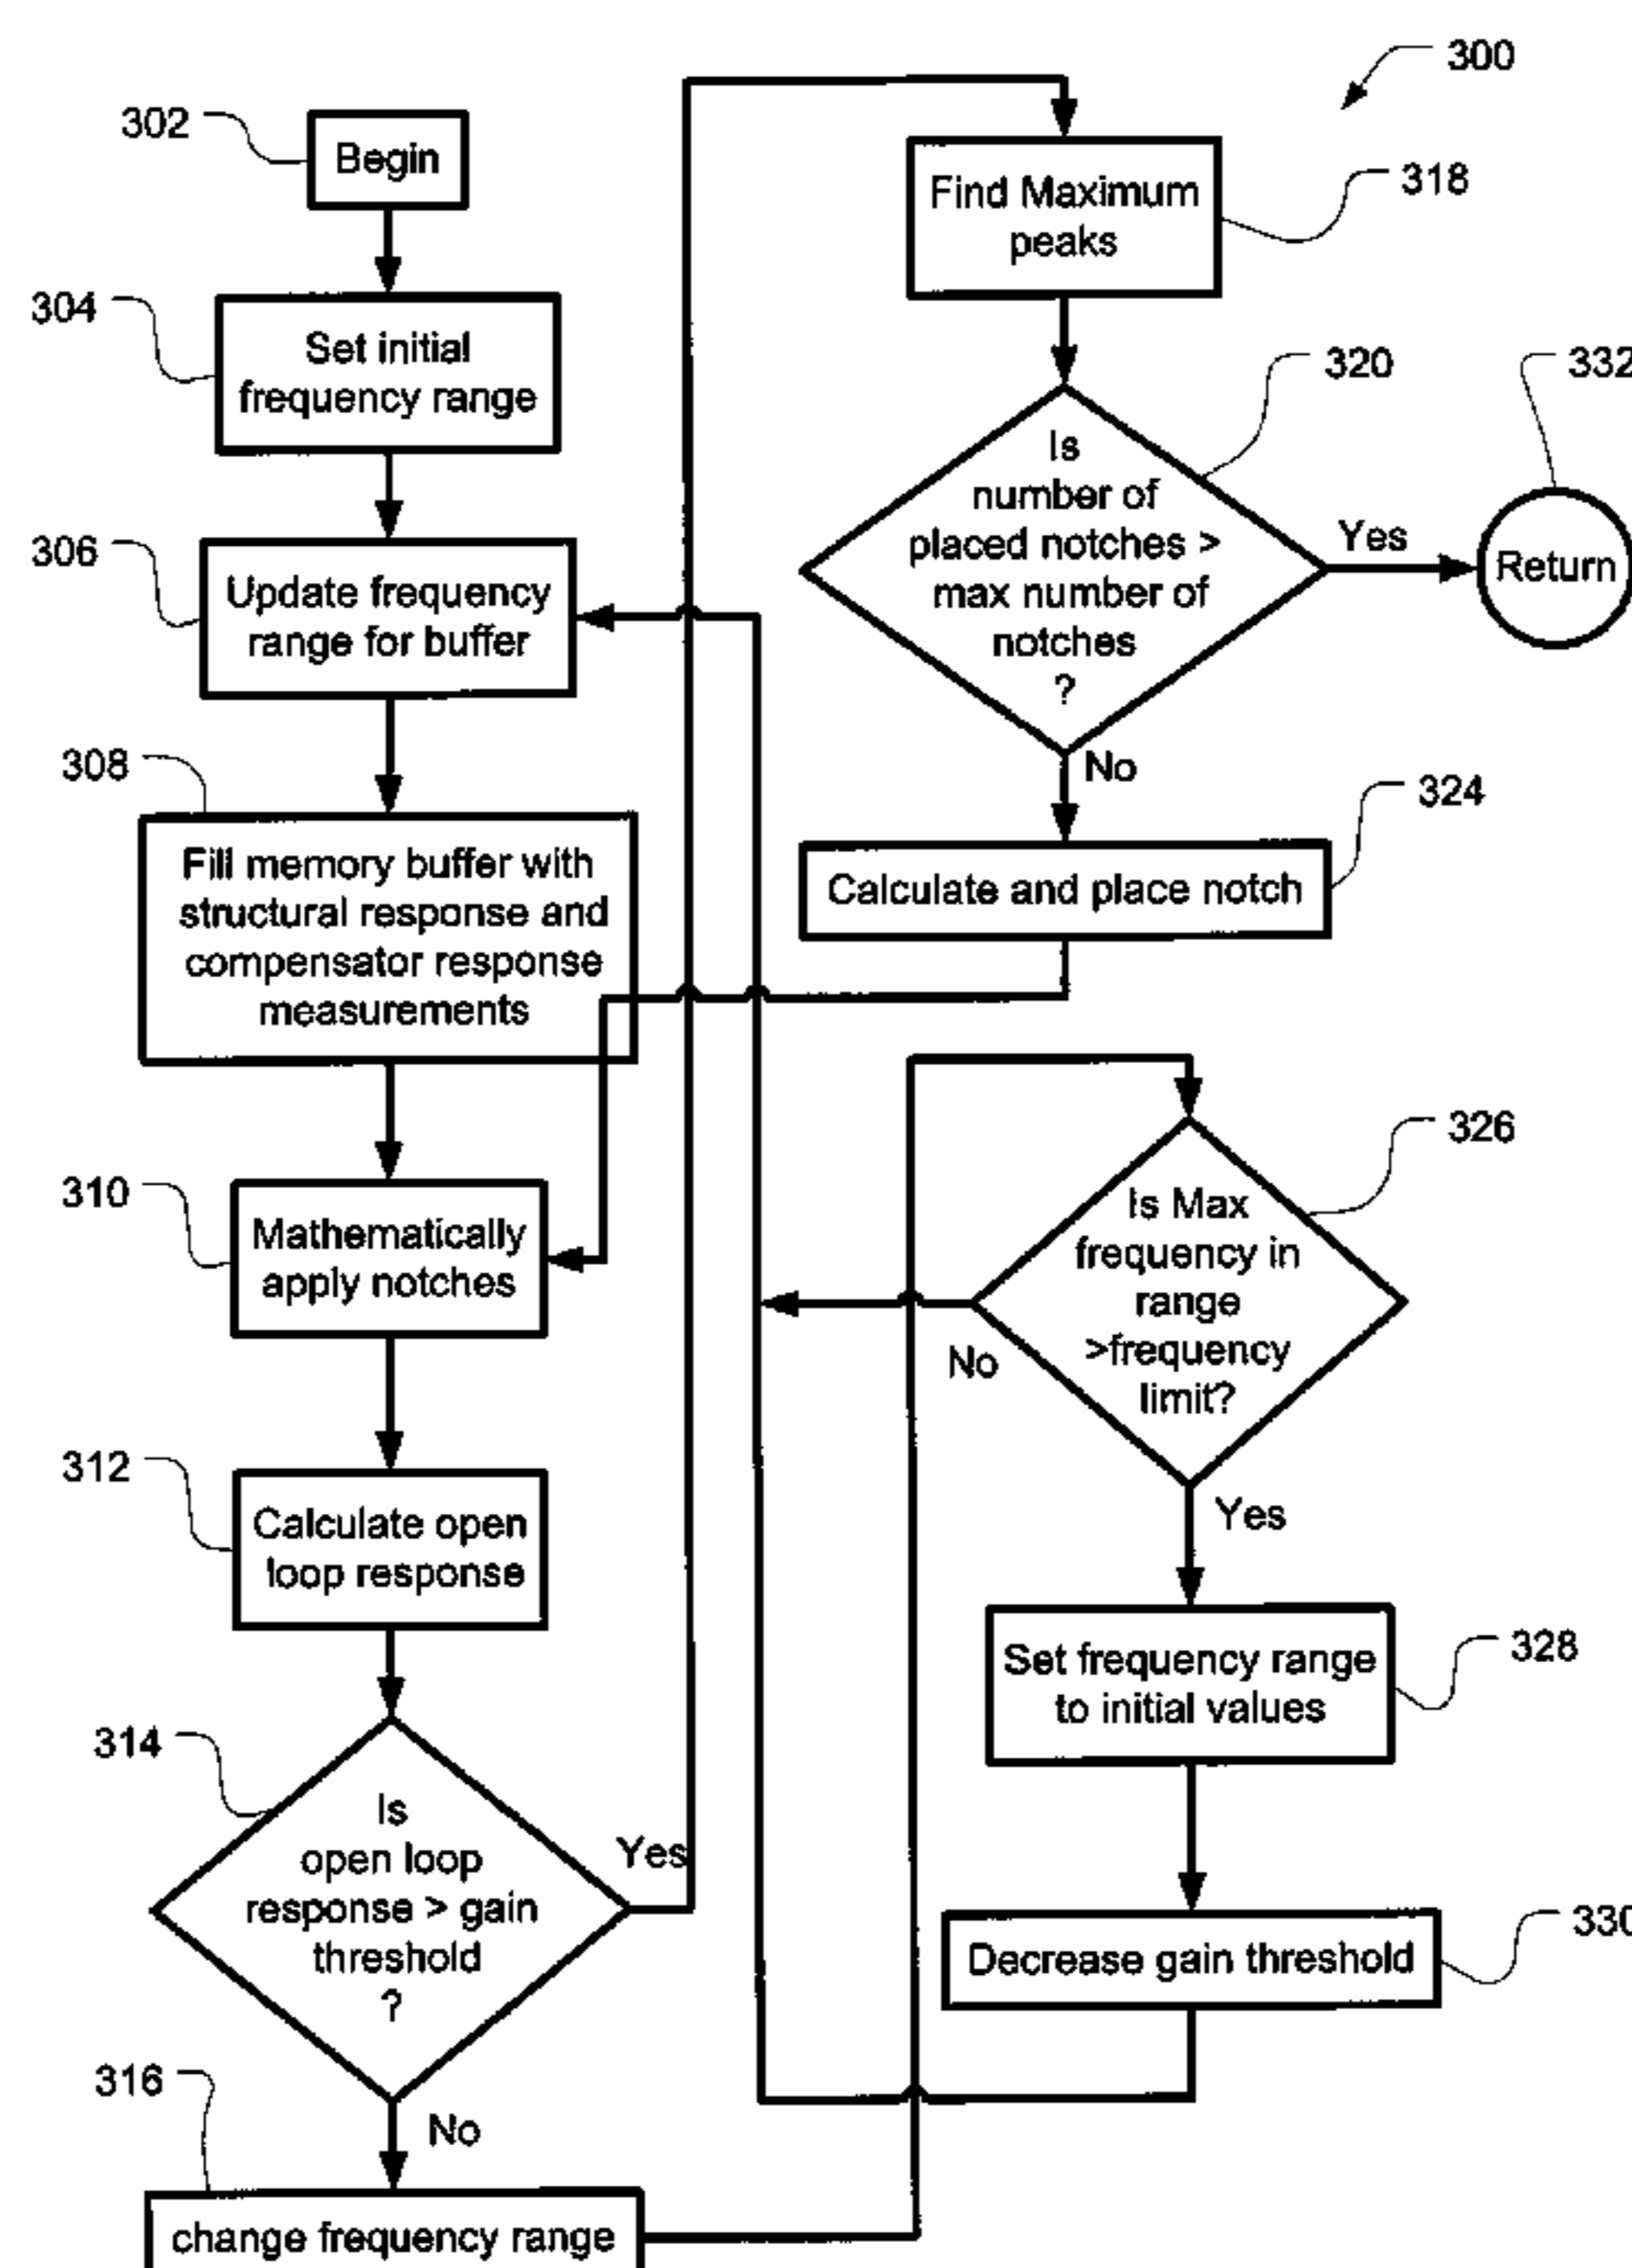 300
302
Begin
304
Set initial
frequency range
306
Update frequency
range for buffer
308
Fill memory buffer with
structural response and
compensator response
measurements
310
Mathematically
apply notches
312
Calculate open
loop response
314
Is
open loop
response > gain
threshold
?
Yes
No
316
change frequency range
318
Find Maximum
peaks
320
Is
number of
placed notches >
max number of
notches
?
Yes
332
Return
No
324
Calculate and place notch
326
Is Max
frequency in
range
>frequency
limit?
No
Yes
328
Set frequency range
to initial values
330
Decrease gain threshold